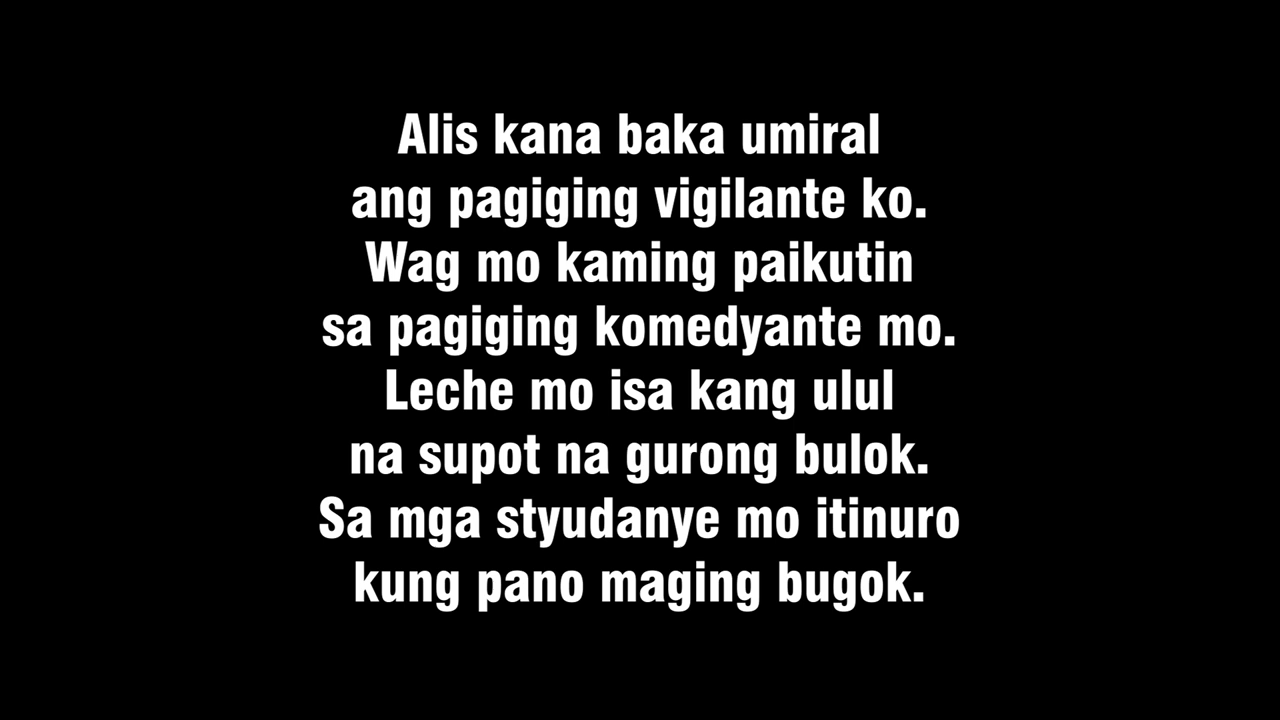 Alis kana baka umiral
ang pagiging vigilante ko.
Wag mo kaming paikutin
sa pagiging komedyante mo.
Leche mo isa kang ulul
na supot na gurong bulok.
Sa mga styudanye mo itinuro
kung pano maging bugok.